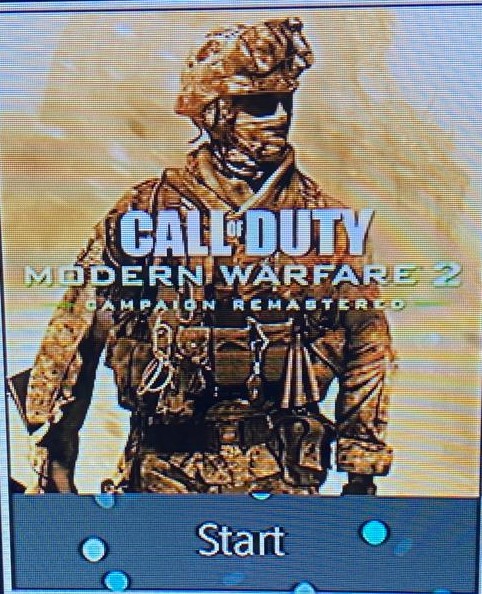 CALL OF DUTY
MODERN WARFARE 2
CAMPAIGN REMASTERED
Start